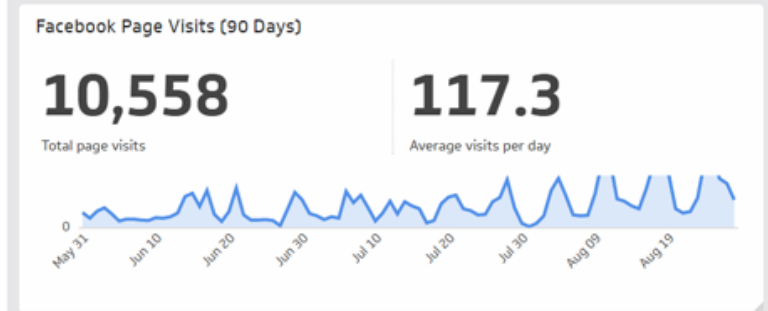 Facebook Page Visits (90 Days)
10,558
117.3
Total page visits
Average visits per day
0
May 31
Jun 10
Jun 20
Jun 30
Jul 10
Jul 20
Jul 30
Aug 09
Aug 19